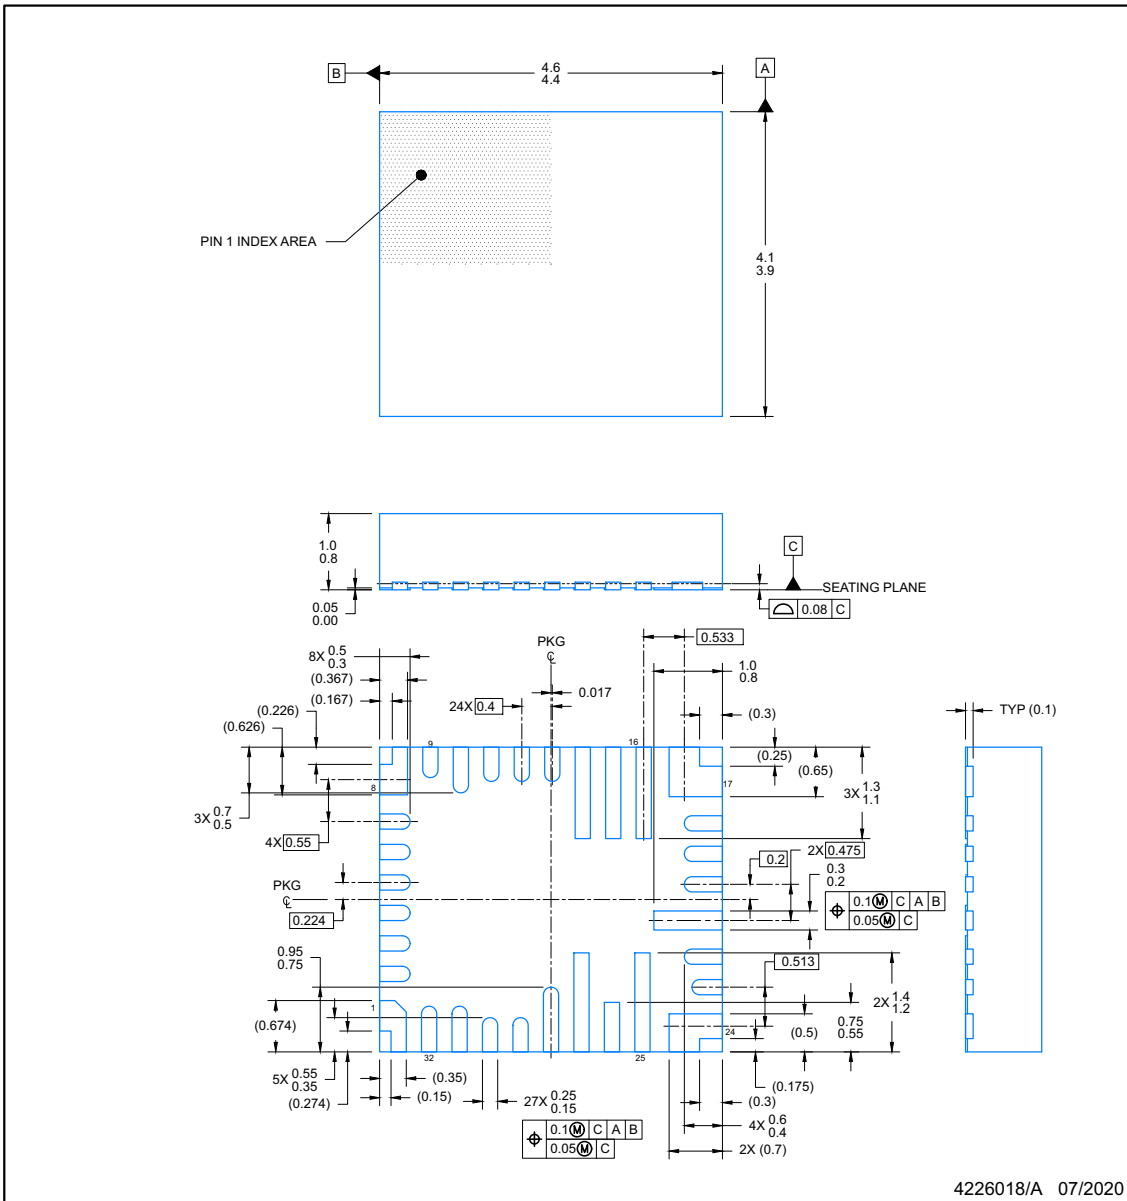 B
4.6
4.4
A
PIN 1 INDEX AREA
4.1
3.9
1.0
0.8
C
SEATING PLANE
0.05
0.00
0.08 C
PKG
℄
0.533
8X 0.5
0.3
(0.367)
(0.167)
1.0
0.8
0.017
24X 0.4
(0.226)
(0.626)
(0.3)
TYP (0.1)
9
16
(0.25)
(0.65)
8
17
3X 1.3
1.1
3X 0.7
0.5
4X 0.55
2X 0.475
0.2
0.3
0.2
PKG
℄
0.1 Ⓜ C A B
0.05 Ⓜ C
0.224
0.95
0.75
0.513
1
2X 1.4
1.2
(0.674)
0.75
0.55
24
(0.5)
32
25
5X 0.55
0.35
(0.35)
(0.175)
(0.274)
(0.15)
27X 0.25
0.15
(0.3)
0.1 Ⓜ C A B
0.05 Ⓜ C
4X 0.6
0.4
2X (0.7)
4226018/A 07/2020